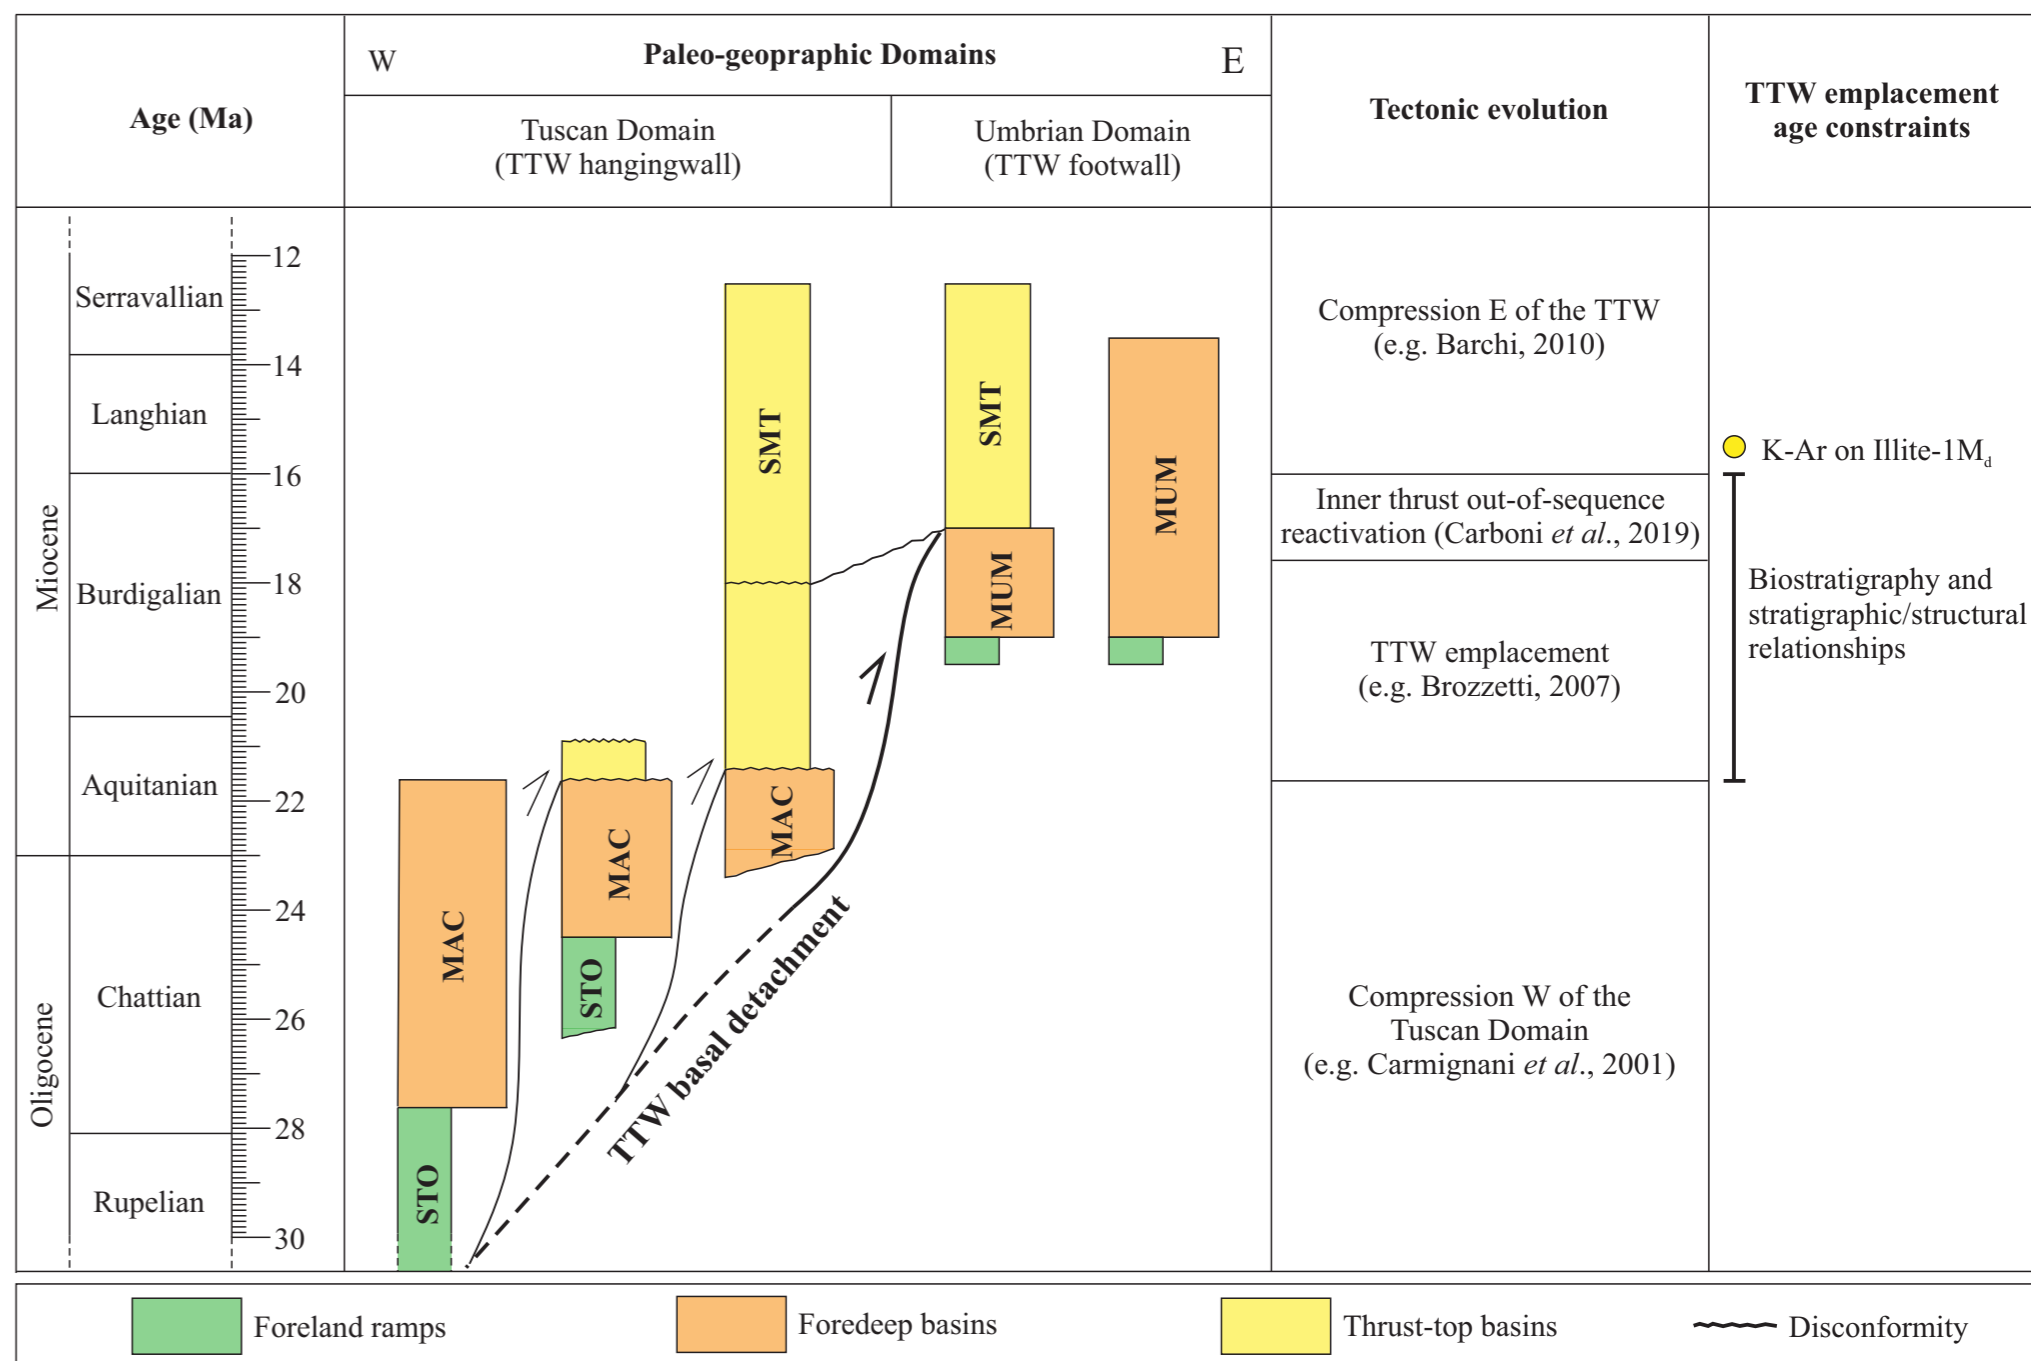 Age (Ma)
W
Paleo-geopraphic Domains
E
Tuscan Domain
(TTW hangingwall)
Umbrian Domain
(TTW footwall)
Tectonic evolution
TTW emplacement
age constraints
Miocene
Oligocene
Serravallian
Langhian
Burdigalian
Aquitanian
Chattian
Rupelian
12
14
16
18
20
22
24
26
28
30
MAC
STO
MAC
STO
SMT
MAC
SMT
MUM
MUM
TTW basal detachment
Compression E of the TTW
(e.g. Barchi, 2010)
Inner thrust out-of-sequence
reactivation (Carboni et al., 2019)
TTW emplacement
(e.g. Brozzetti, 2007)
Compression W of the
Tuscan Domain
(e.g. Carmignani et al., 2001)
K-Ar on Illite-1Md
Biostratigraphy and
stratigraphic/structural
relationships
Foreland ramps
Foredeep basins
Thrust-top basins
Disconformity